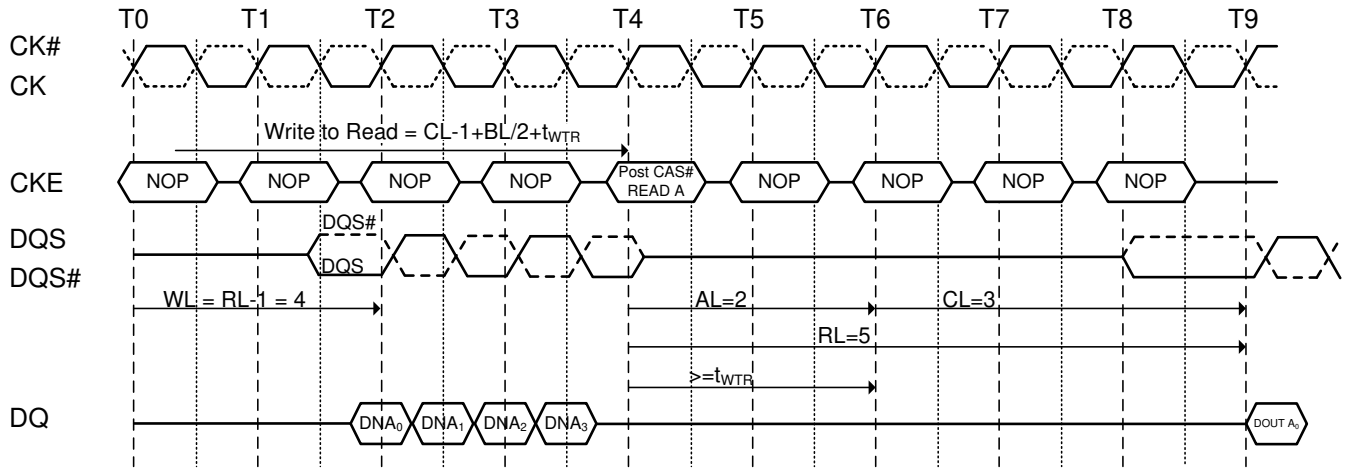 T0 T1 T2 T3 T4 T5 T6 T7 T8 T9
CK#
CK
Write to Read = CL-1+BL/2+tWTR
CKE NOP NOP NOP NOP Post CAS# READ A NOP NOP NOP NOP
DQS DQS#
DQS# DQS
WL = RL-1 = 4 AL=2 CL=3
RL=5
>=tWTR
DQ DNA0 DNA1 DNA2 DNA3 DOUT A0